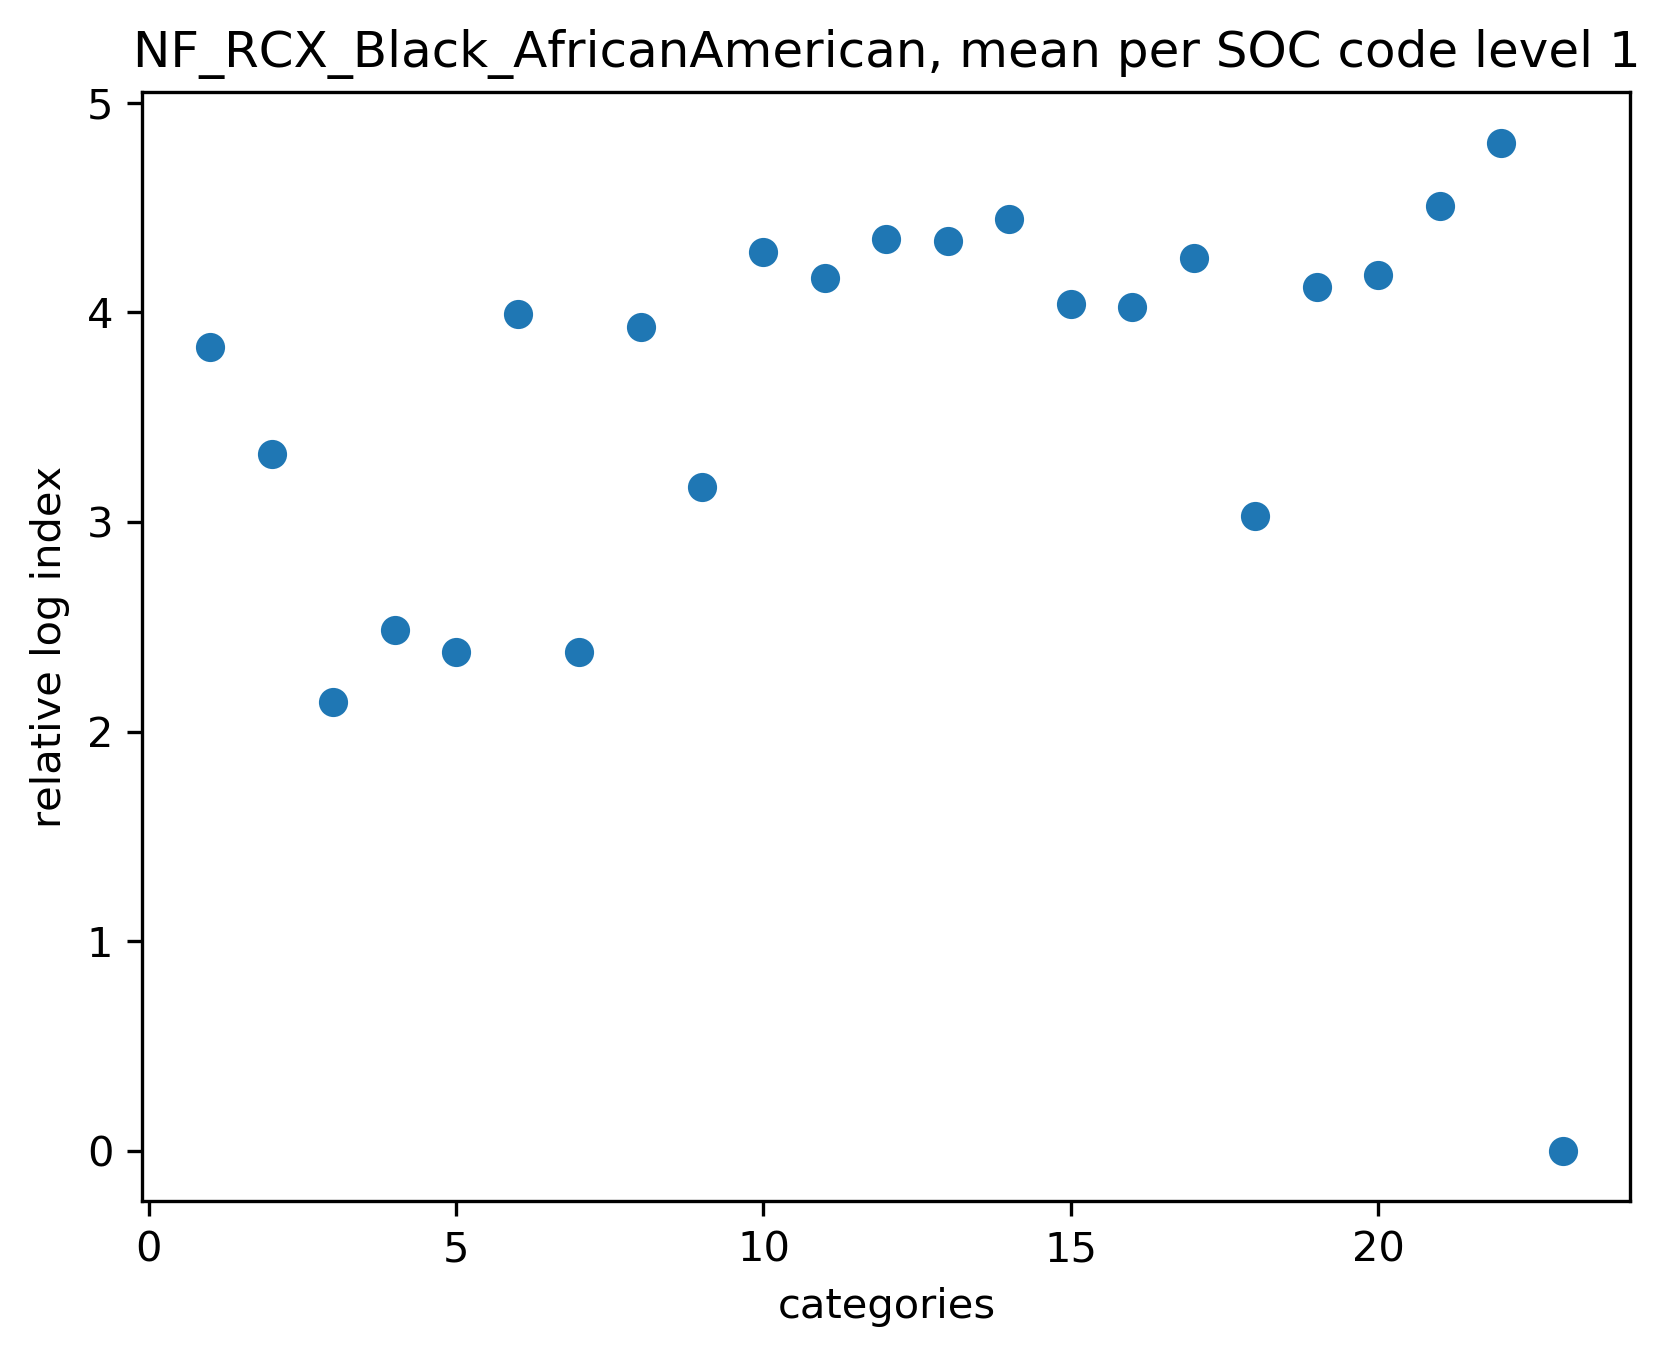 NF_RCX_Black_AfricanAmerican, mean per SOC code level 1
5
4
3
2
1
0
relative log index
0 5 10 15 20
categories